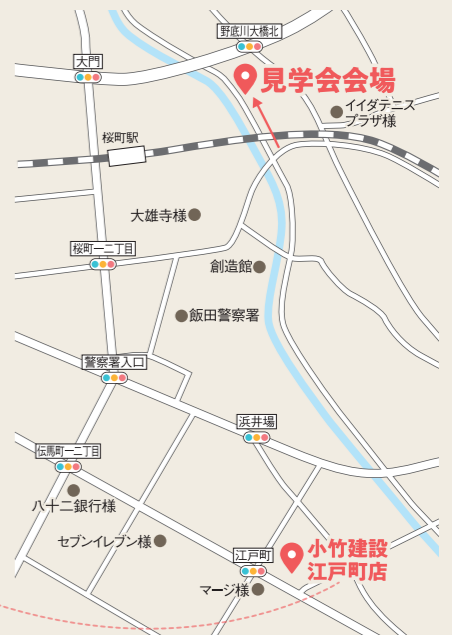 野底川大橋北
大門
見学会会場
イイダテニス
プラザ様
桜町駅
大雄寺様
桜町一二丁目
創造館
飯田警察署
警察署入口
浜井場
伝馬町一二丁目
八十二銀行様
セブンイレブン様
江戸町
小竹建設
江戸町店
マージ様